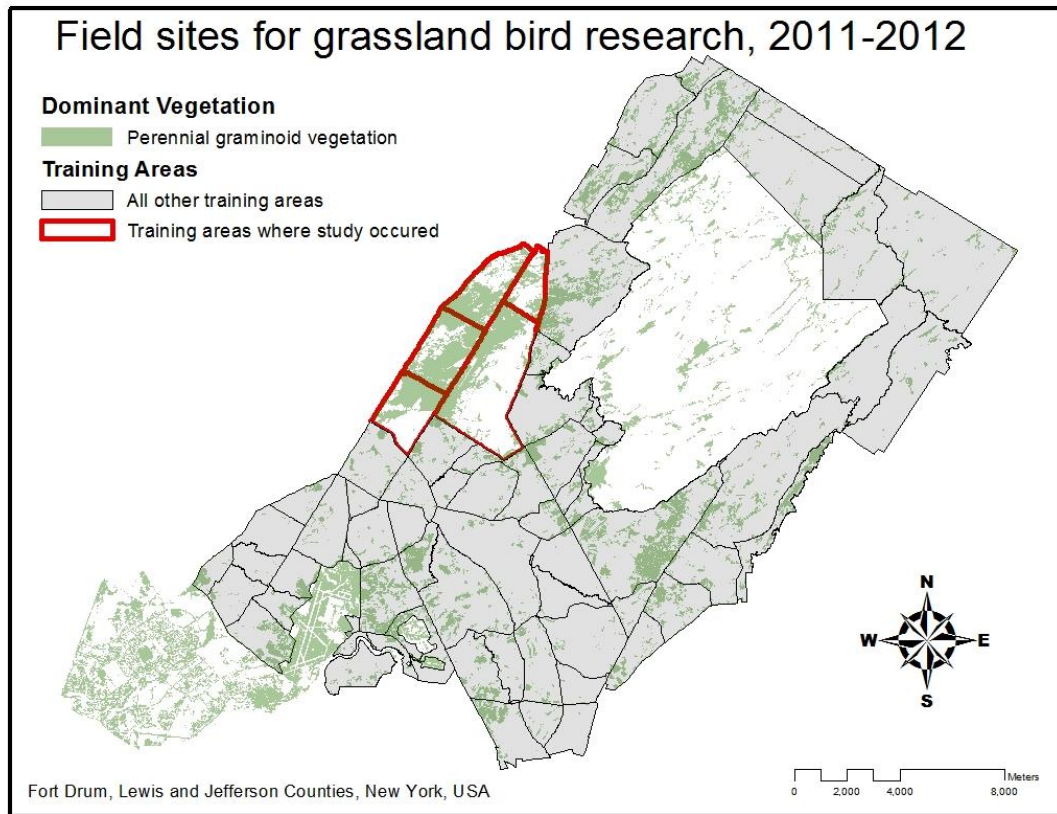 Field sites for grassland bird research, 2011-2012
Dominant Vegetation
Perennial graminoid vegetation
Training Areas
All other training areas
Training areas where study occured
N
W E
S
Meters
0 2,000 4,000 8,000
Fort Drum, Lewis and Jefferson Counties, New York, USA